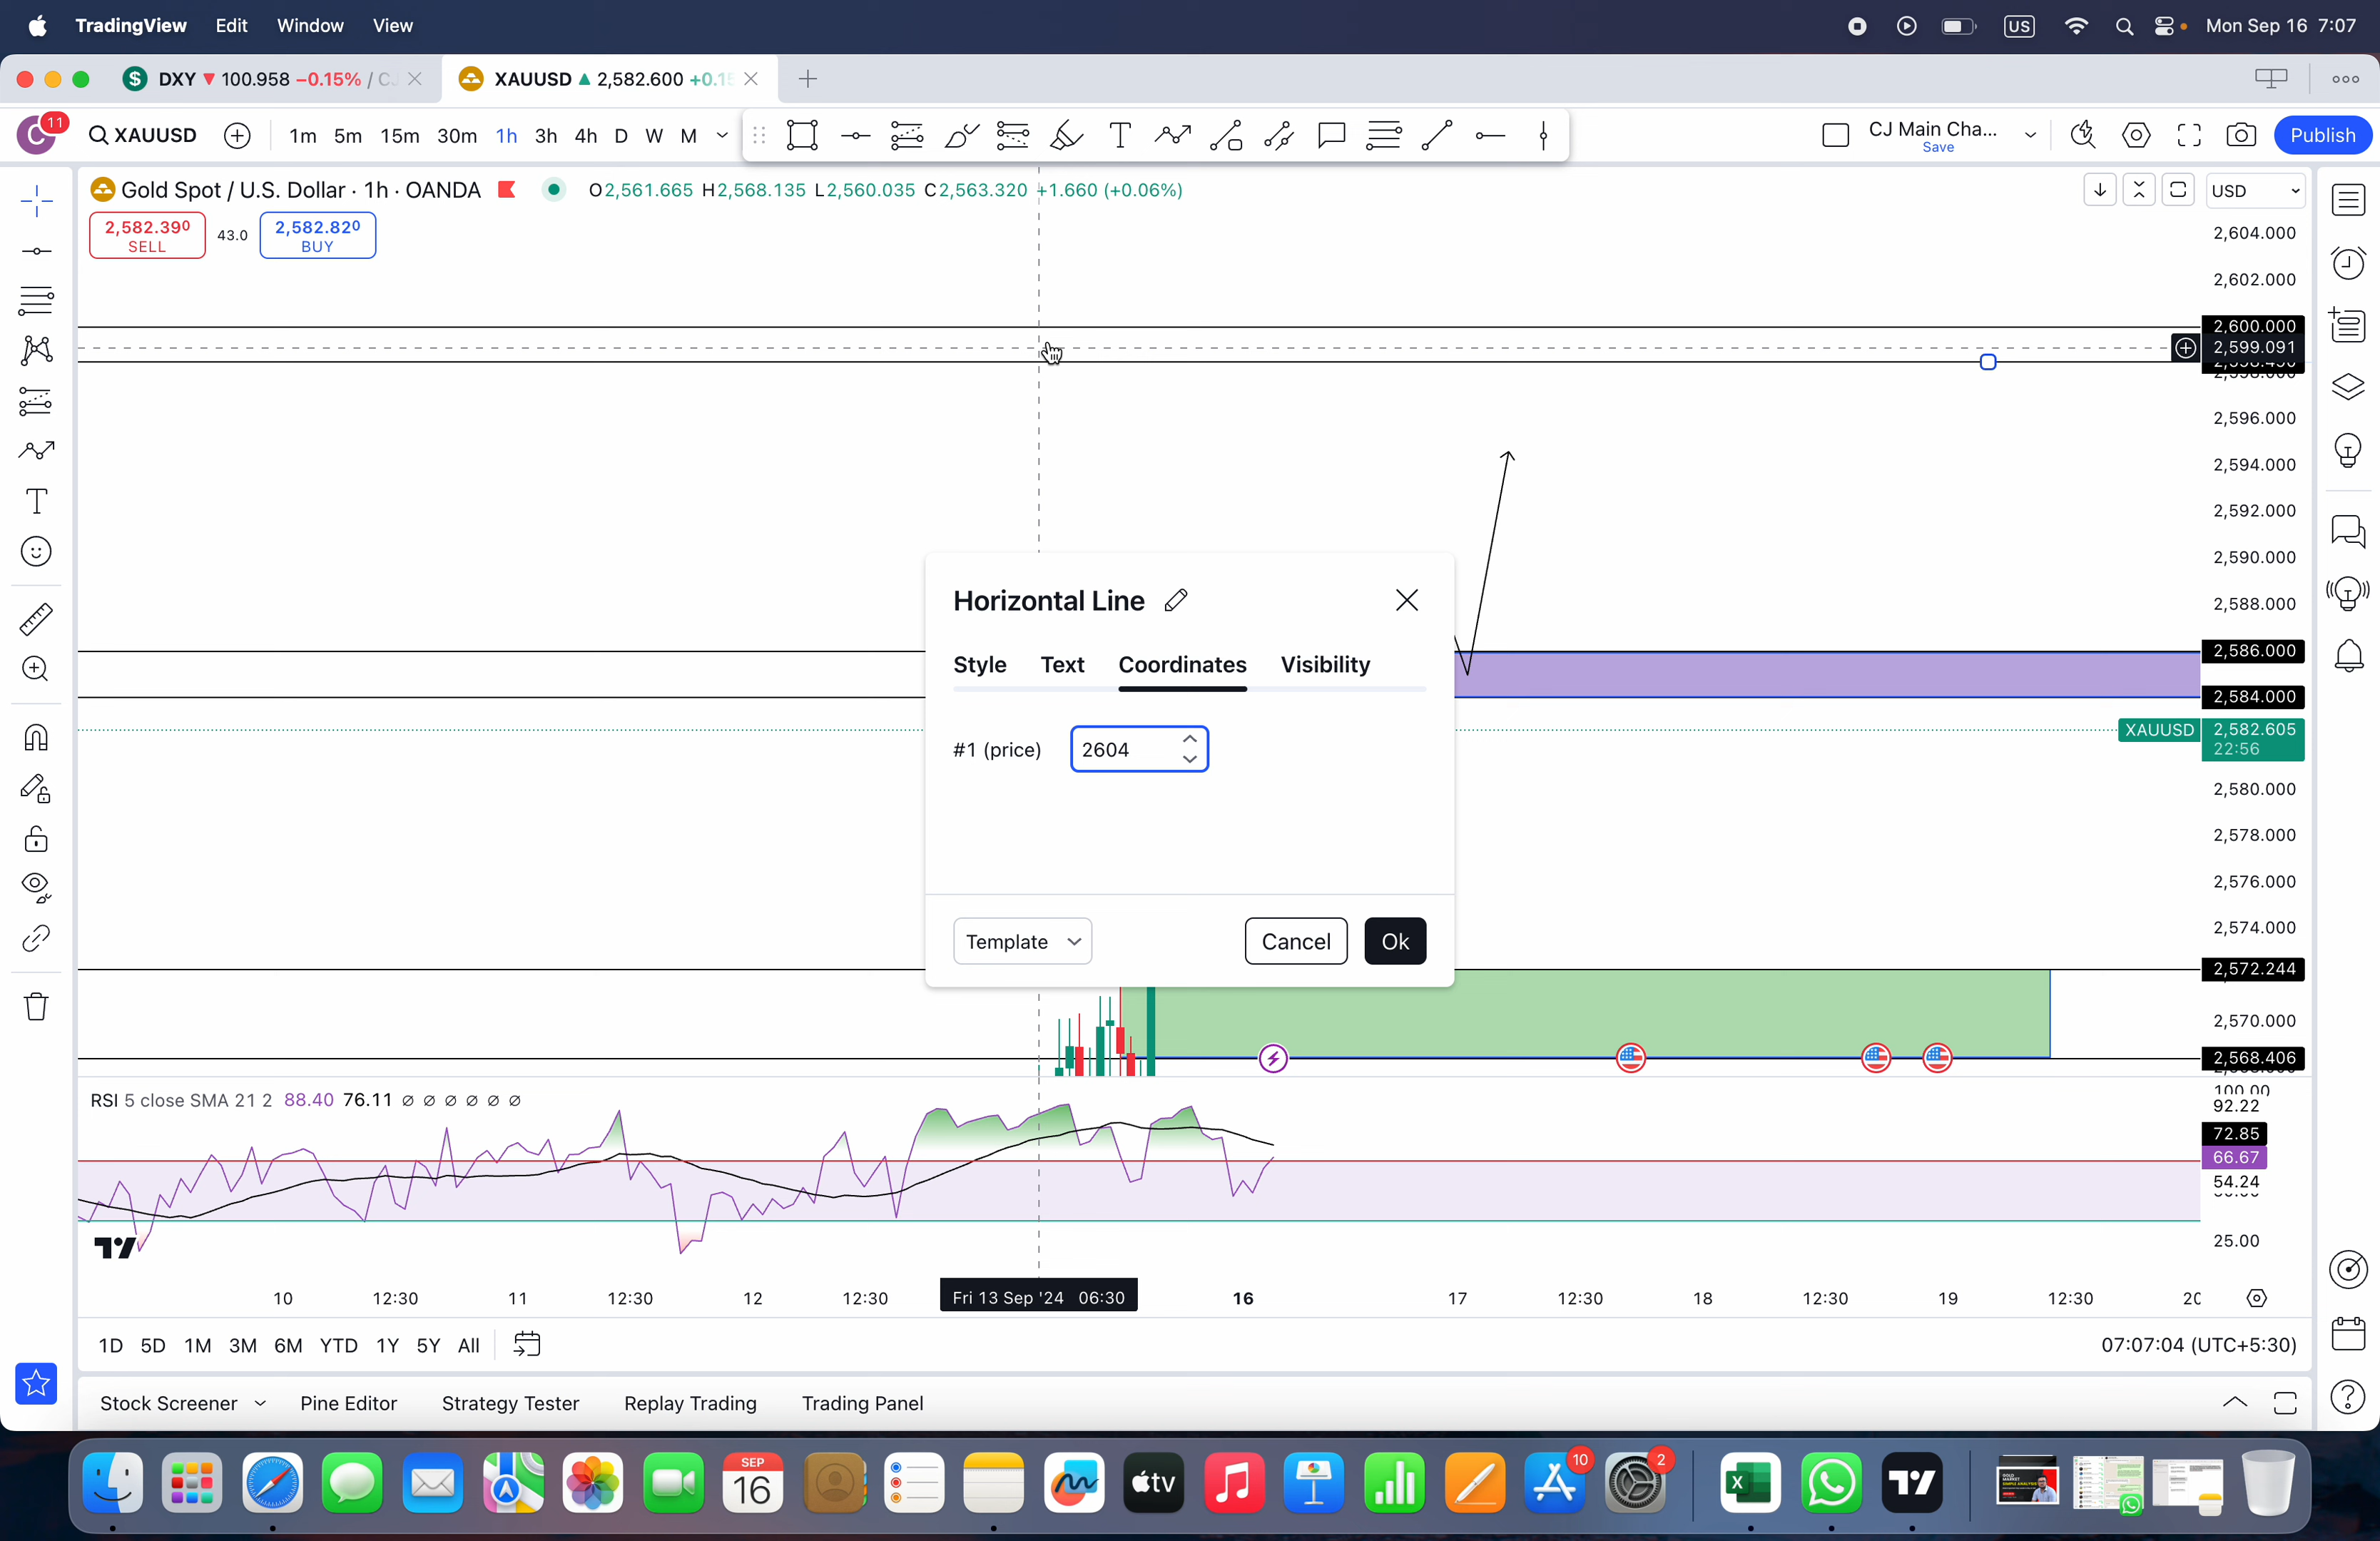 TradingView Edit Window View US Mon Sep 16 7:07
$ DXY ▼ 100.958 −0.15% / XAUUSD ▲ 2,582.600
C 11 XAUUSD 1m 5m 15m 30m 1h 3h 4h D W M T CJ Main Cha... Save Publish
Gold Spot / U.S. Dollar · 1h · OANDA O2,561.665 H2,568.135 L2,560.035 C2,563.320 +1.660 (+0.06%) USD
2,582.390 43.0 2,582.820
SELL BUY
2,604.000
2,602.000
2,600.000
2,599.091
2,596.000
2,594.000
2,592.000
2,590.000
2,588.000
Horizontal Line
2,586.000
Style Text Coordinates Visibility
2,584.000
XAUUSD 2,582.605
22:56
#1 (price) 2604
2,580.000
2,578.000
2,576.000
2,574.000
Template Cancel Ok
2,572.244
2,570.000
2,568.406
RSI 5 close SMA 21 2 88.40 76.11 ∅ ∅ ∅ ∅ ∅ ∅
100.00
92.22
72.85
66.67
54.24
25.00
10 12:30 11 12:30 12 12:30 Fri 13 Sep '24 06:30 16 17 12:30 18 12:30 19 12:30
1D 5D 1M 3M 6M YTD 1Y 5Y All 07:07:04 (UTC+5:30)
Stock Screener Pine Editor Strategy Tester Replay Trading Trading Panel
SEP
16
tv
10
2